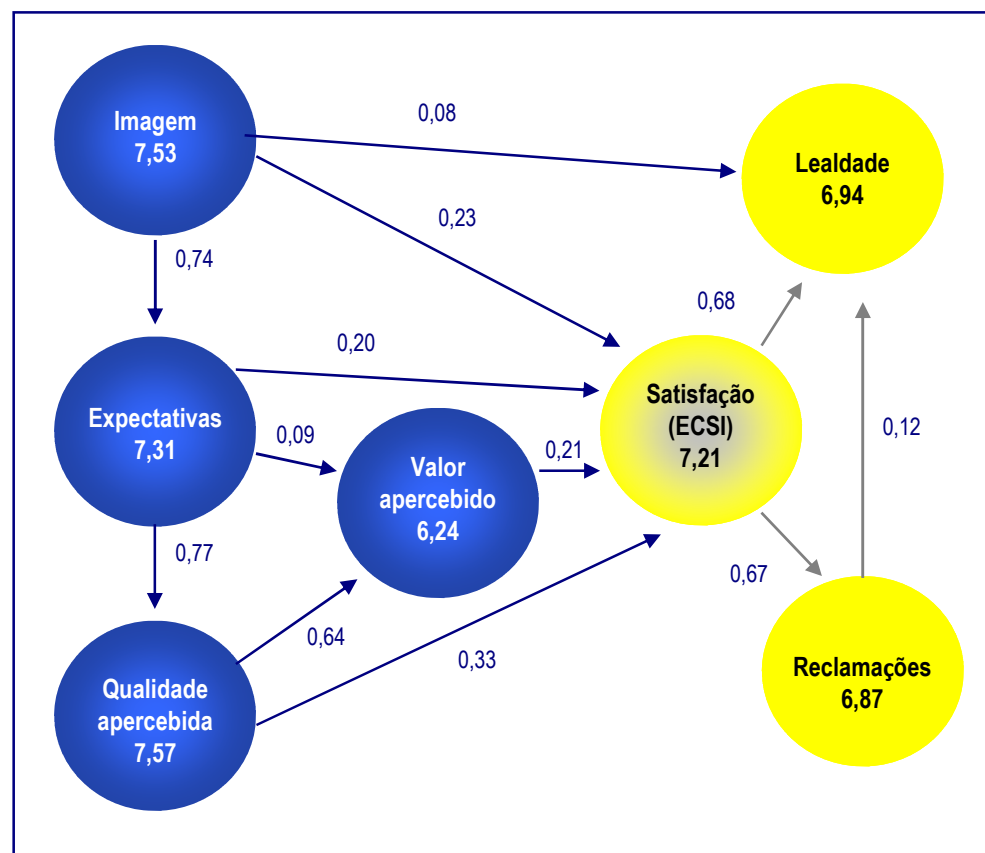 Imagem
7,53
0,08
Lealdade
6,94
0,23
0,74
0,68
0,20
Expectativas
7,31
0,09
Valor
apercebido
6,24
0,21
Satisfação
(ECSI)
7,21
0,12
0,77
0,67
0,64
0,33
Qualidade
apercebida
7,57
Reclamações
6,87